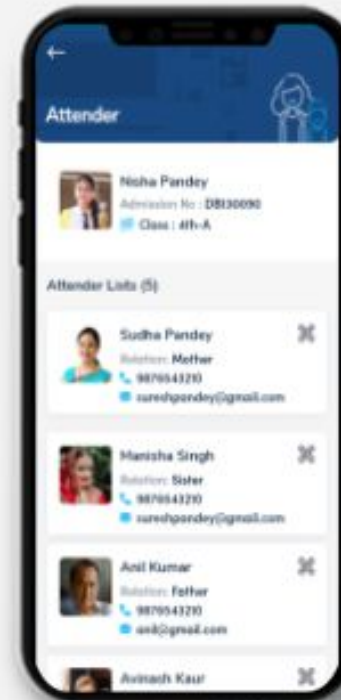 Attender
Nisha Pandey
Admission No : DBI30090
Class : 4th-A
Attender Lists (5)
Sudha Pandey
Relation: Mother
9876543210
sureshpandey@gmail.com
Manisha Singh
Relation: Sister
9876543210
sureshpandey@gmail.com
Anil Kumar
Relation: Father
9876543210
anil@gmail.com
Avinash Kaur